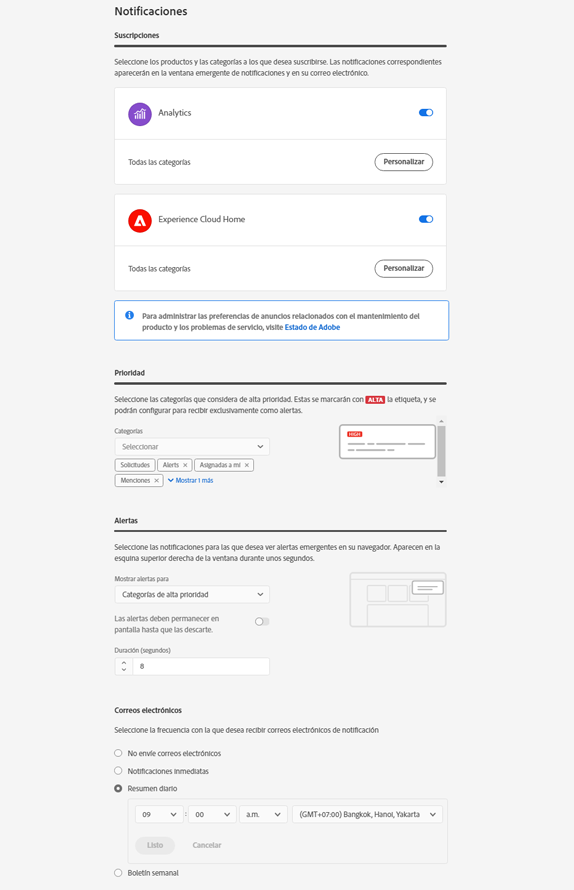 Notificaciones
Suscripciones
Seleccione los productos y las categorías a los que desea suscribirse. Las notificaciones correspondientes
aparecerán en la ventana emergente de notificaciones y en su correo electrónico.
Analytics
Todas las categorías
Personalizar
Experience Cloud Home
Todas las categorías
Personalizar
Para administrar las preferencias de anuncios relacionados con el mantenimiento del
producto y los problemas de servicio, visite Estado de Adobe
Prioridad
Seleccione las categorías que considera de alta prioridad. Estas se marcarán con ALTA la etiqueta, y se
podrán configurar para recibir exclusivamente como alertas.
Categorías
Seleccionar
HIGH
Solicitudes Alerts Asignadas a mí
Menciones Mostrar 1 más
Alertas
Seleccione las notificaciones para las que desea ver alertas emergentes en su navegador. Aparecen en la
esquina superior derecha de la ventana durante unos segundos.
Mostrar alertas para
Categorías de alta prioridad
Las alertas deben permanecer en
pantalla hasta que las descarte.
Duración (segundos)
8
Correos electrónicos
Seleccione la frecuencia con la que desea recibir correos electrónicos de notificación
No envíe correos electrónicos
Notificaciones inmediatas
Resumen diario
09 : 00 a.m. (GMT+07:00) Bangkok, Hanoi, Yakarta
Listo Cancelar
Boletín semanal